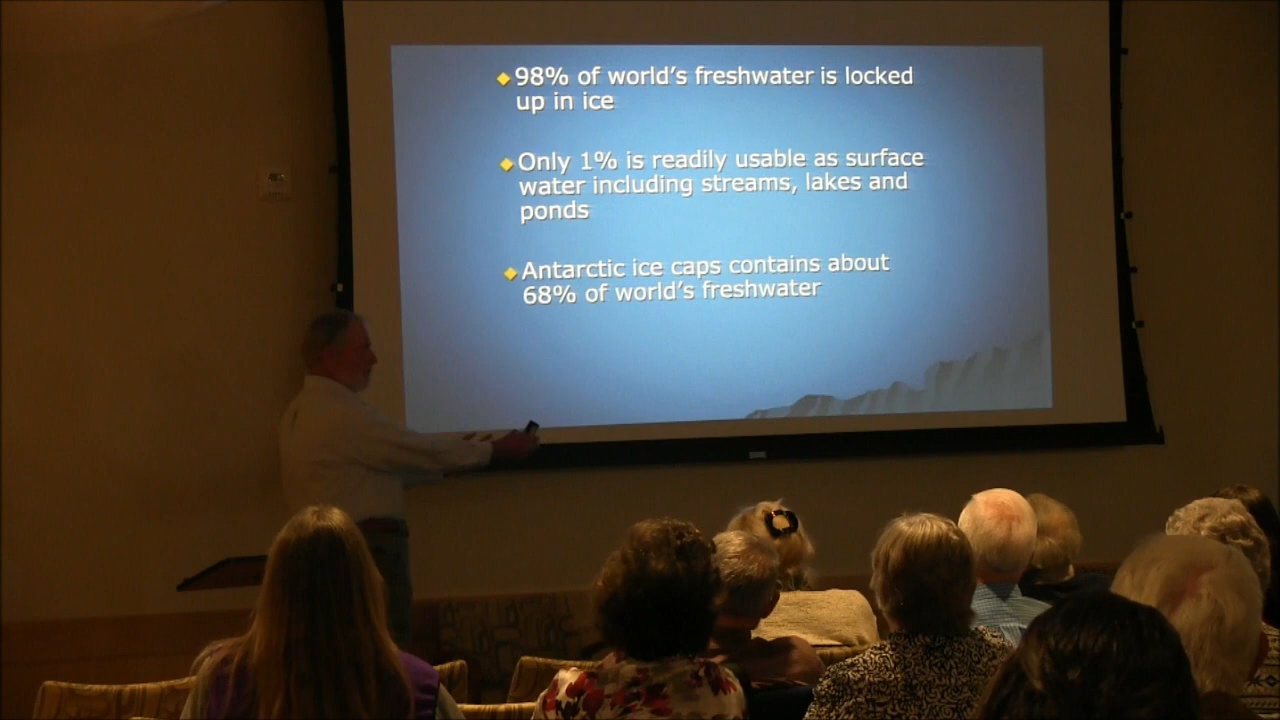 98% of world's freshwater is locked
up in ice
Only 1% is readily usable as surface
water including streams, lakes and
ponds
Antarctic ice caps contains about
68% of world's freshwater